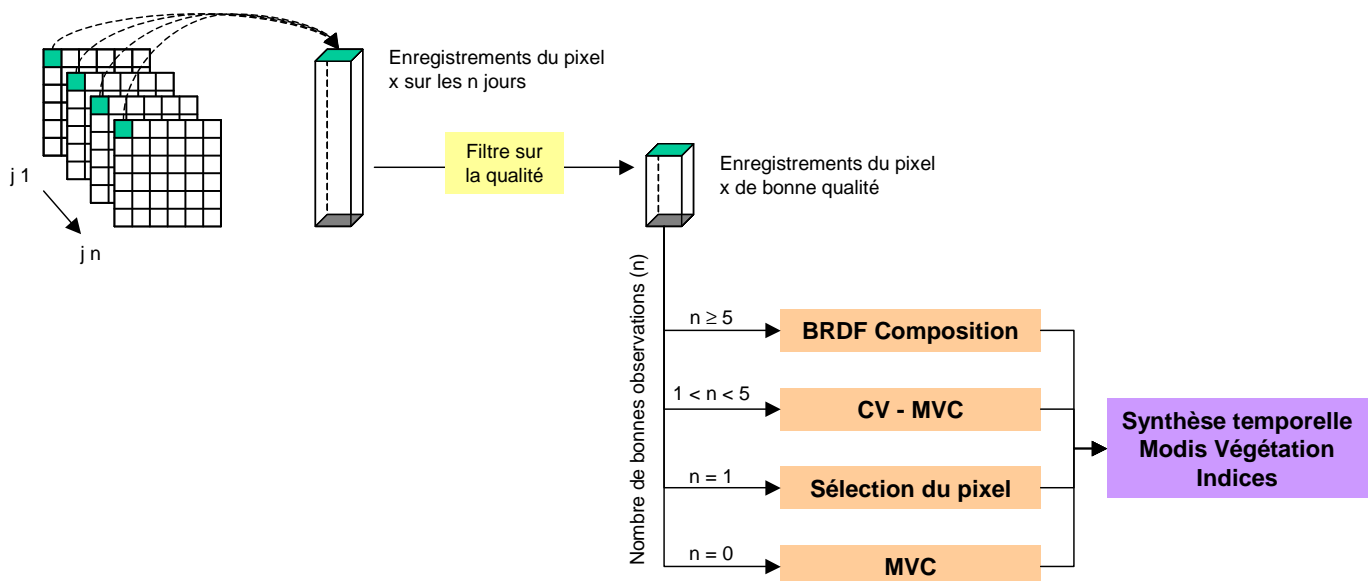 Enregistrements du pixel
x sur les n jours
Filtre sur
la qualité
Enregistrements du pixel
x de bonne qualité
j 1
j n
Nombre de bonnes observations (n)
n ≥ 5
BRDF Composition
1 < n < 5
CV - MVC
n = 1
Sélection du pixel
n = 0
MVC
Synthèse temporelle
Modis Végétation
Indices